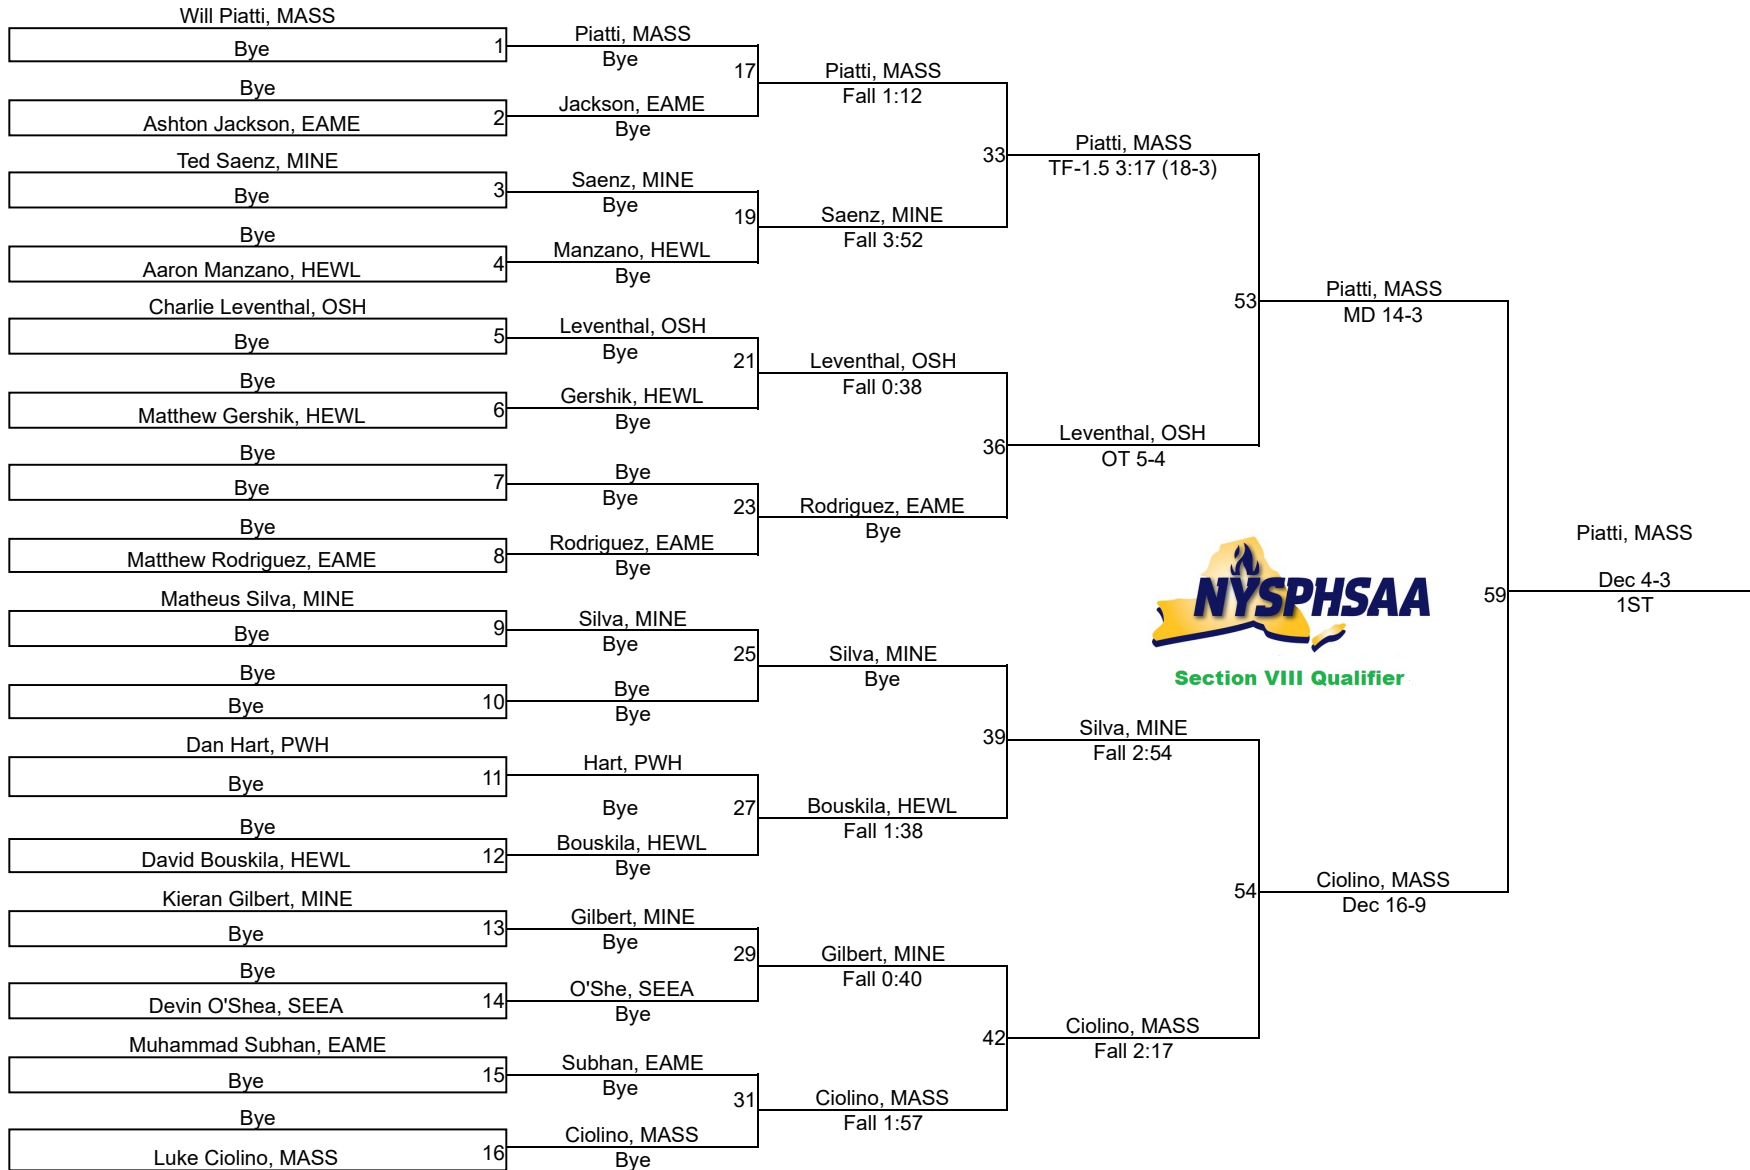 Will Piatti, MASS
Bye
1
Bye
Ashton Jackson, EAME
2
Ted Saenz, MINE
Bye
3
Bye
Aaron Manzano, HEWL
4
Charlie Leventhal, OSH
Bye
5
Bye
Matthew Gershik, HEWL
6
Bye
Bye
7
Bye
Matthew Rodriguez, EAME
8
Matheus Silva, MINE
Bye
9
Bye
Bye
10
Dan Hart, PWH
Bye
11
Bye
David Bouskila, HEWL
12
Kieran Gilbert, MINE
Bye
13
Bye
Devin O'Shea, SEEA
14
Muhammad Subhan, EAME
Bye
15
Bye
Luke Ciolino, MASS
16
Piatti, MASS
Bye
17
Jackson, EAME
Bye
Saenz, MINE
Bye
19
Manzano, HEWL
Bye
Leventhal, OSH
Bye
21
Gershik, HEWL
Bye
Bye
Bye
23
Rodriguez, EAME
Bye
Silva, MINE
Bye
25
Bye
Bye
Hart, PWH
Bye
27
Bouskila, HEWL
Bye
Gilbert, MINE
Bye
29
O'She, SEEA
Bye
Subhan, EAME
Bye
31
Ciolino, MASS
Bye
Piatti, MASS
Fall 1:12
33
Saenz, MINE
Fall 3:52
Leventhal, OSH
Fall 0:38
36
Rodriguez, EAME
Bye
Silva, MINE
Bye
39
Bouskila, HEWL
Fall 1:38
Gilbert, MINE
Fall 0:40
42
Ciolino, MASS
Fall 1:57
Piatti, MASS
TF-1.5 3:17 (18-3)
53
Leventhal, OSH
OT 5-4
Silva, MINE
Fall 2:54
54
Ciolino, MASS
Fall 2:17
Piatti, MASS
MD 14-3
59
Ciolino, MASS
Dec 16-9
Piatti, MASS
Dec 4-3
1ST
NYSPHSAA
Section VIII Qualifier